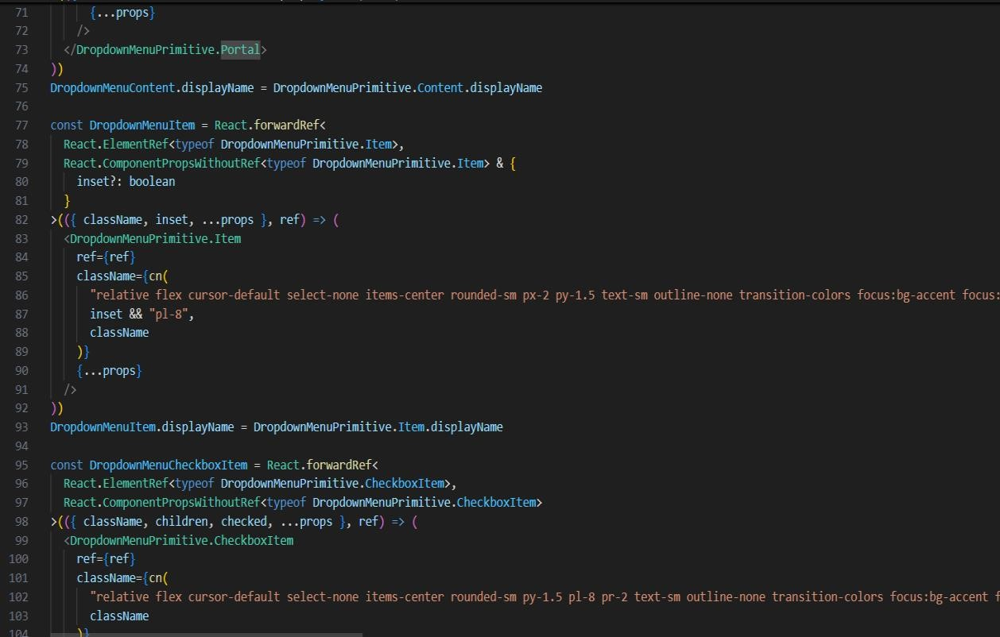 71 {...props}
72 />
73 </DropdownMenuPrimitive.Portal>
74 ))
75 DropdownMenuContent.displayName = DropdownMenuPrimitive.Content.displayName
76
77 const DropdownMenuItem = React.forwardRef<
78 React.ElementRef<typeof DropdownMenuPrimitive.Item>,
79 React.ComponentPropsWithoutRef<typeof DropdownMenuPrimitive.Item> & {
80 inset?: boolean
81 }
82 >(({ className, inset, ...props }, ref) => (
83 <DropdownMenuPrimitive.Item
84 ref={ref}
85 className={cn(
86 "relative flex cursor-default select-none items-center rounded-sm px-2 py-1.5 text-sm outline-none transition-colors focus:bg-accent focus:
87 inset && "pl-8",
88 className
89 )}
90 {...props}
91 />
92 ))
93 DropdownMenuItem.displayName = DropdownMenuPrimitive.Item.displayName
94
95 const DropdownMenuCheckboxItem = React.forwardRef<
96 React.ElementRef<typeof DropdownMenuPrimitive.CheckboxItem>,
97 React.ComponentPropsWithoutRef<typeof DropdownMenuPrimitive.CheckboxItem>
98 >(({ className, children, checked, ...props }, ref) => (
99 <DropdownMenuPrimitive.CheckboxItem
100 ref={ref}
101 className={cn(
102 "relative flex cursor-default select-none items-center rounded-sm py-1.5 pl-8 pr-2 text-sm outline-none transition-colors focus:bg-accent f
103 className
104 )}